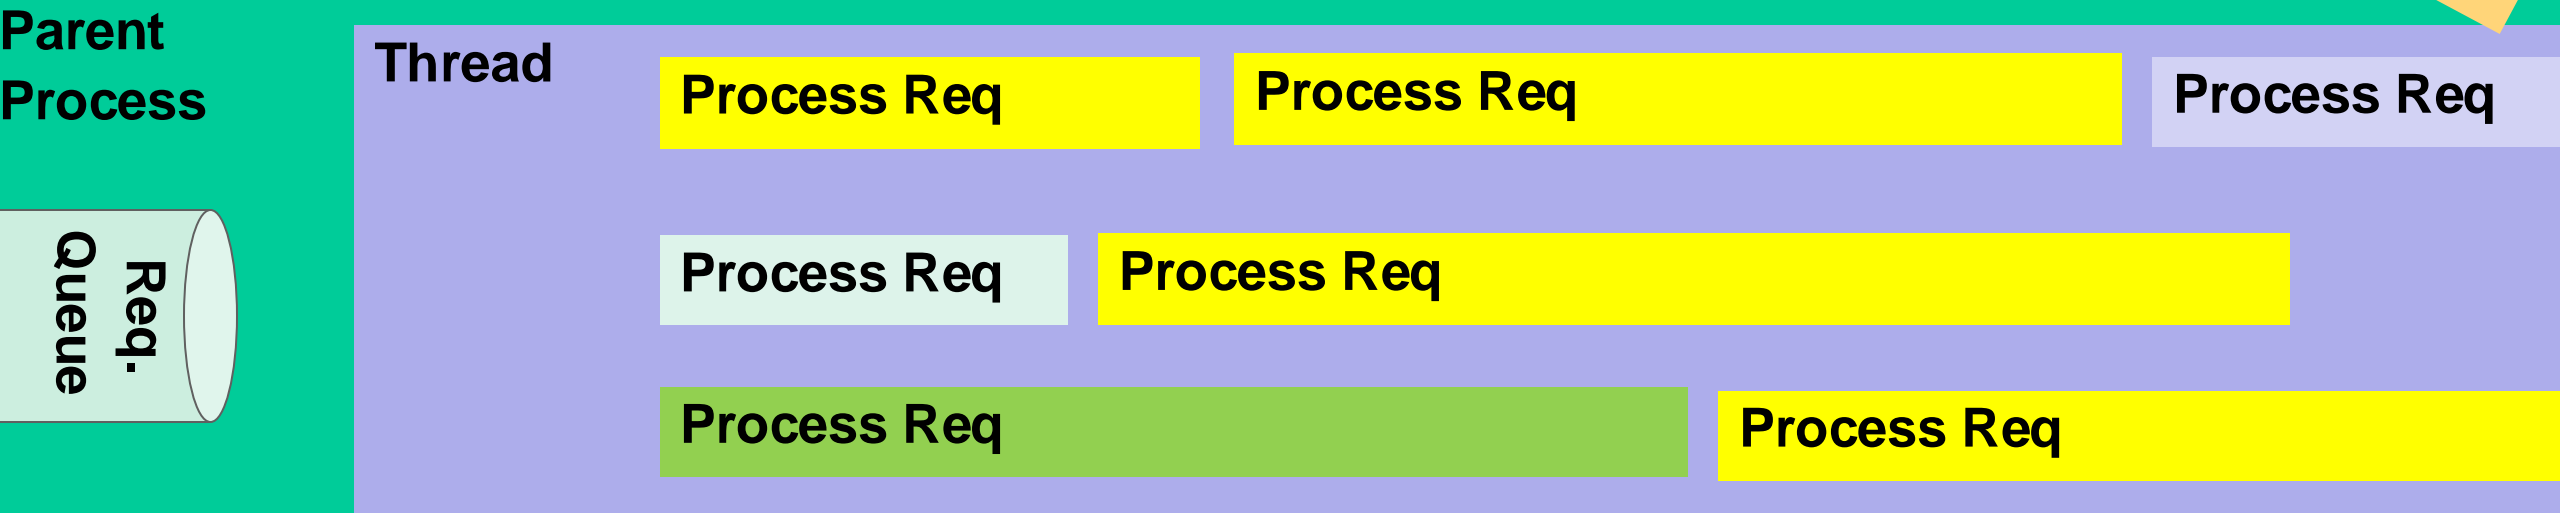 Parent
Process
Thread
Process Req
Process Req
Process Req
Req.
Queue
Process Req
Process Req
Process Req
Process Req